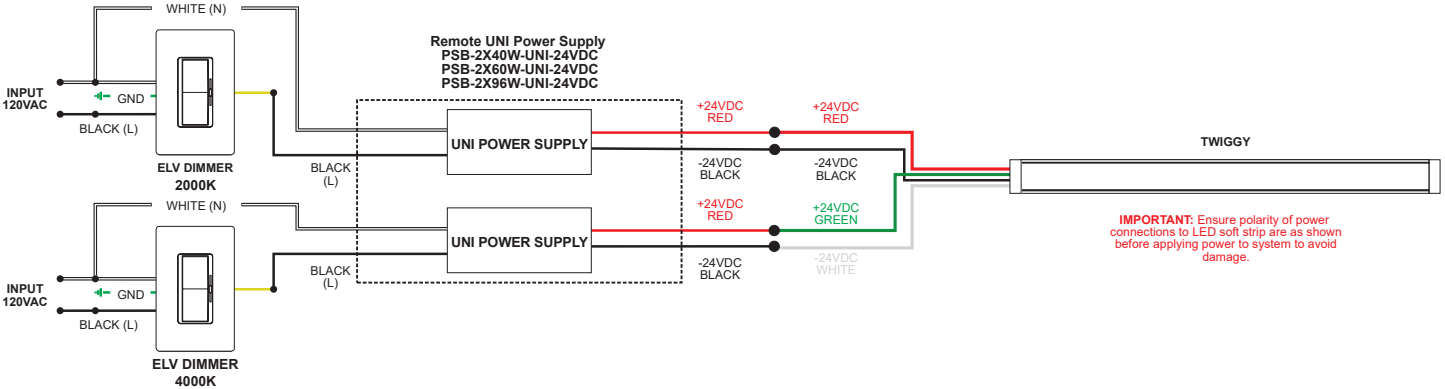 WHITE (N)
Remote UNI Power Supply
PSB-2X40W-UNI-24VDC
PSB-2X60W-UNI-24VDC
PSB-2X96W-UNI-24VDC
INPUT
120VAC
GND
BLACK (L)
ELV DIMMER
2000K
BLACK
(L)
UNI POWER SUPPLY
+24VDC
RED
+24VDC
RED
-24VDC
BLACK
-24VDC
BLACK
TWIGGY
IMPORTANT: Ensure polarity of power
connections to LED soft strip are as shown
before applying power to system to avoid
damage.
WHITE (N)
INPUT
120VAC
GND
BLACK (L)
ELV DIMMER
4000K
BLACK
(L)
UNI POWER SUPPLY
+24VDC
RED
+24VDC
GREEN
-24VDC
BLACK
-24VDC
WHITE